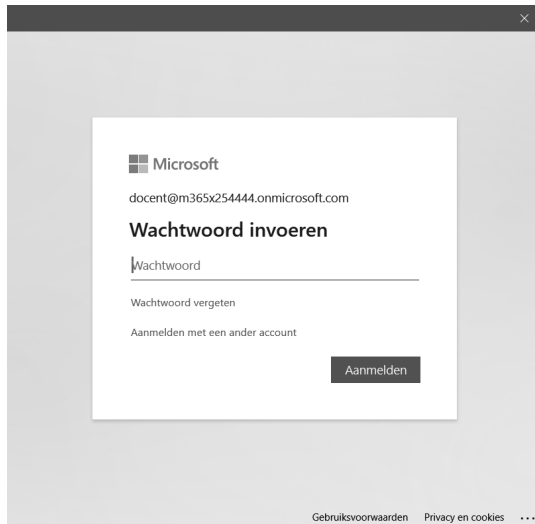 Microsoft
docent@m365x254444.onmicrosoft.com
Wachtwoord invoeren
Wachtwoord
Wachtwoord vergeten
Aanmelden met een ander account
Aanmelden
Gebruiksvoorwaarden Privacy en cookies ...